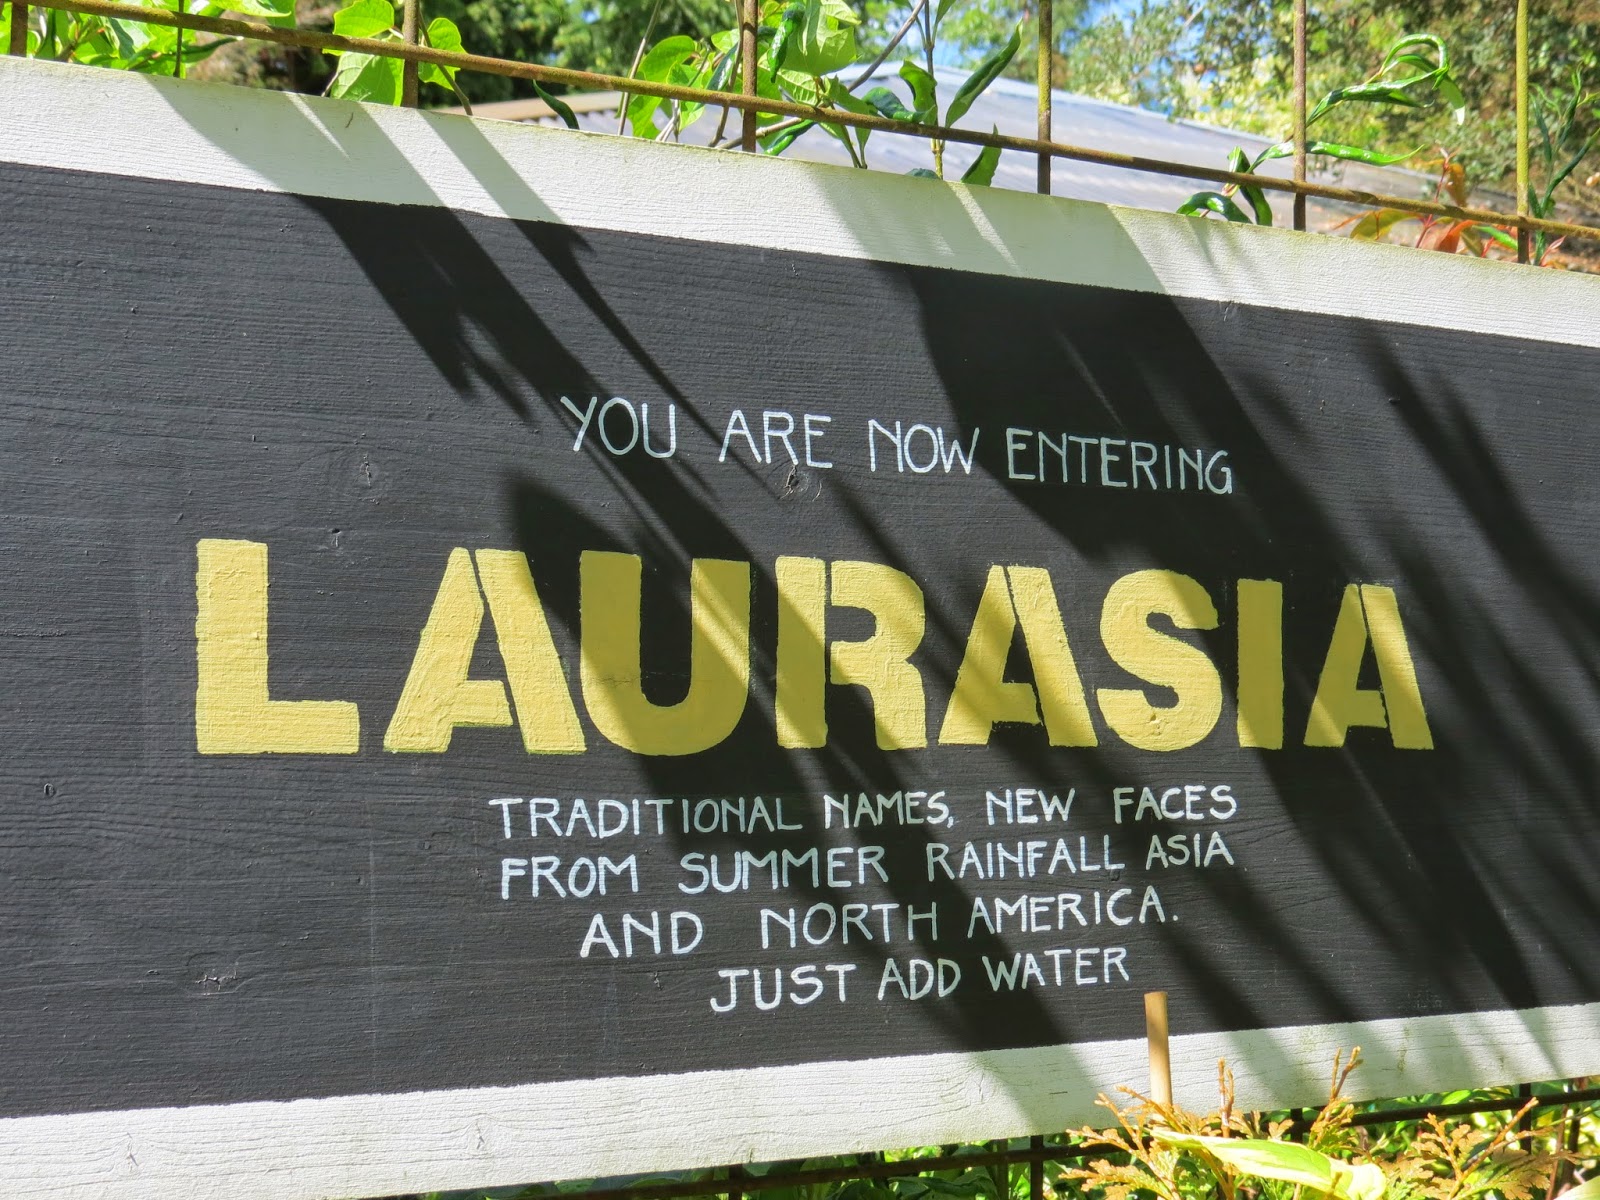 YOU ARE NOW ENTERING
LAURASIA
TRADITIONAL NAMES, NEW FACES
FROM SUMMER RAINFALL ASIA
AND NORTH AMERICA.
JUST ADD WATER